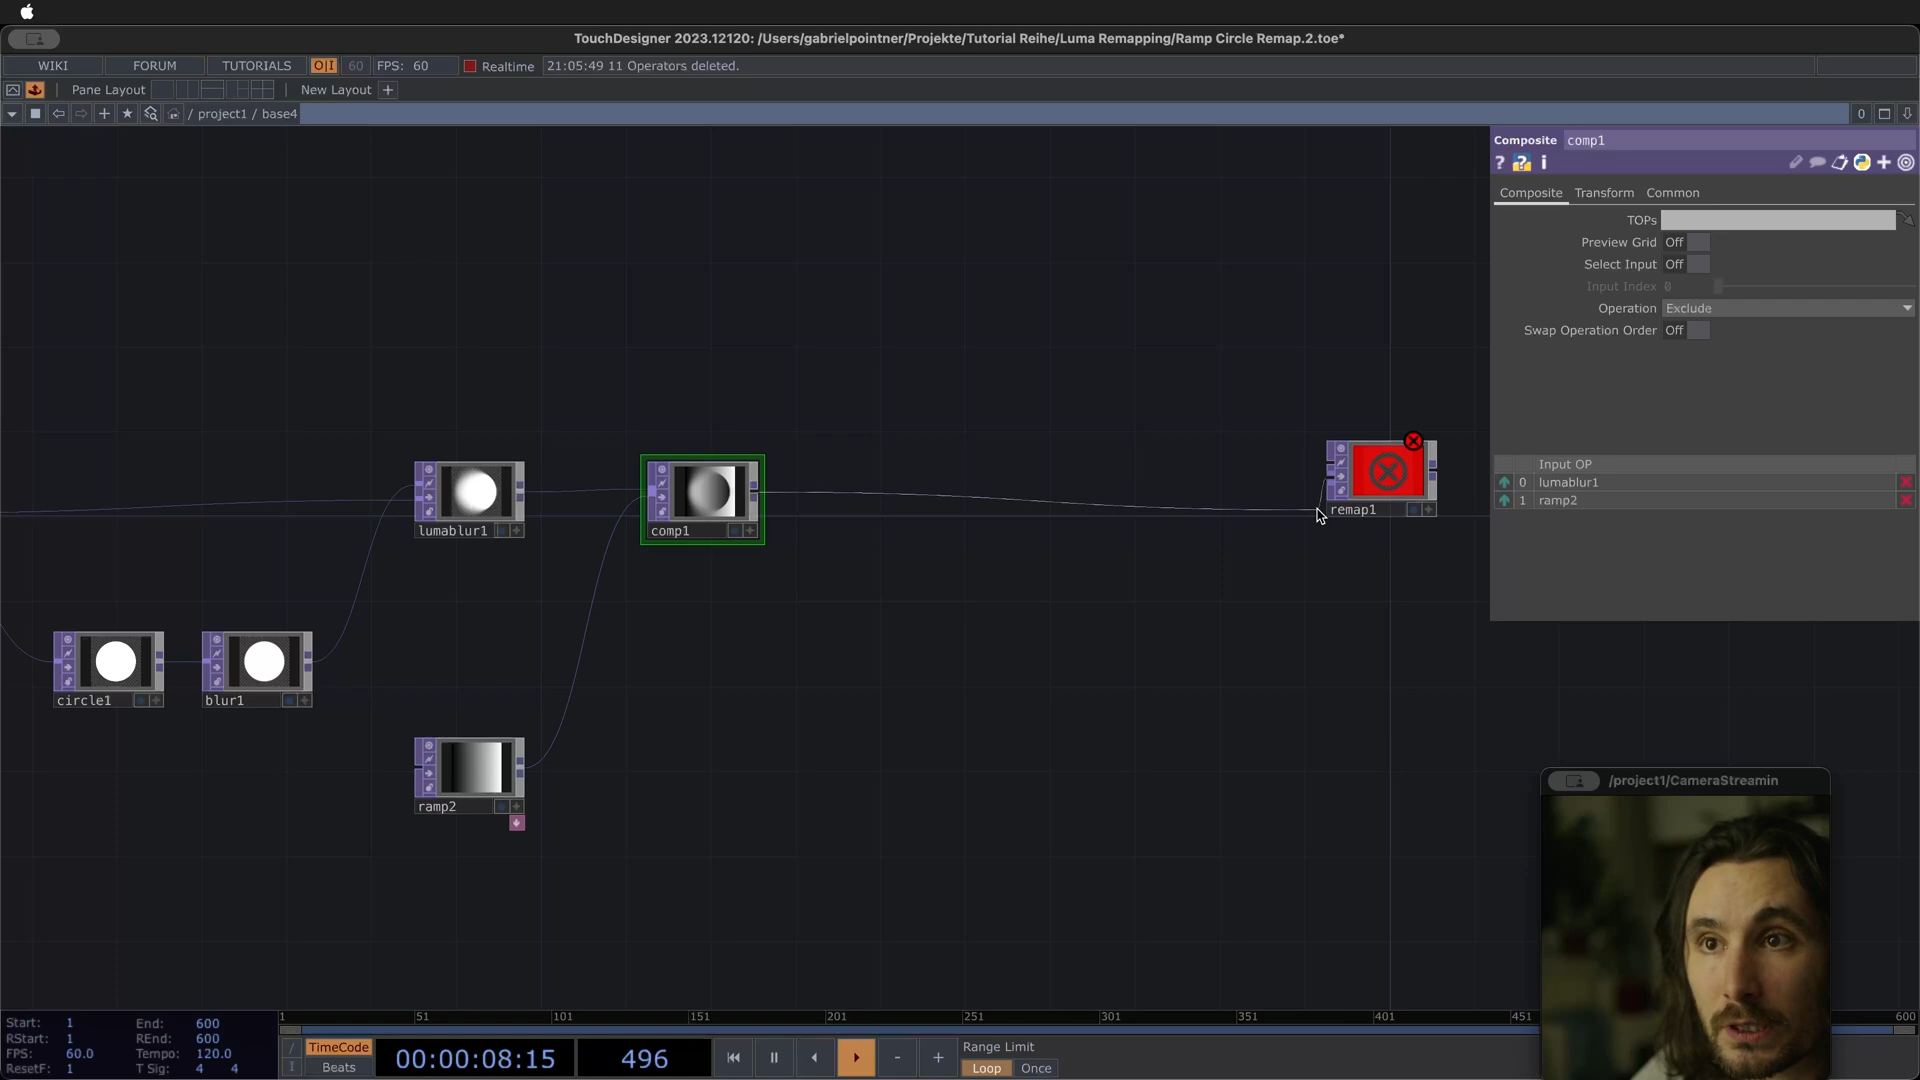 TouchDesigner 2023.12120: /Users/gabrielpointner/Projekte/Tutorial Reihe/Luma Remapping/Ramp Circle Remap.2.toe*
WIKI FORUM TUTORIALS O|I 60 FPS: 60 Realtime 21:05:49 11 Operators deleted.
Pane Layout New Layout +
/ project1 / base4 0
Composite comp1
? ? i
Composite Transform Common
TOPs
Preview Grid Off
Select Input Off
Input Index 0
Operation Exclude
Swap Operation Order Off
Input OP
0 lumablur1
1 ramp2
remap1
lumablur1
comp1
circle1
blur1
ramp2
/project1/CameraStreamin
1 51 101 151 201 251 301 351 401 451 600
Start: 1 End: 600
RStart: 1 REnd: 600
FPS: 60.0 Tempo: 120.0
ResetF: 1 T Sig: 4 4
TimeCode
Beats
00:00:08:15 496
- +
Range Limit
Loop Once